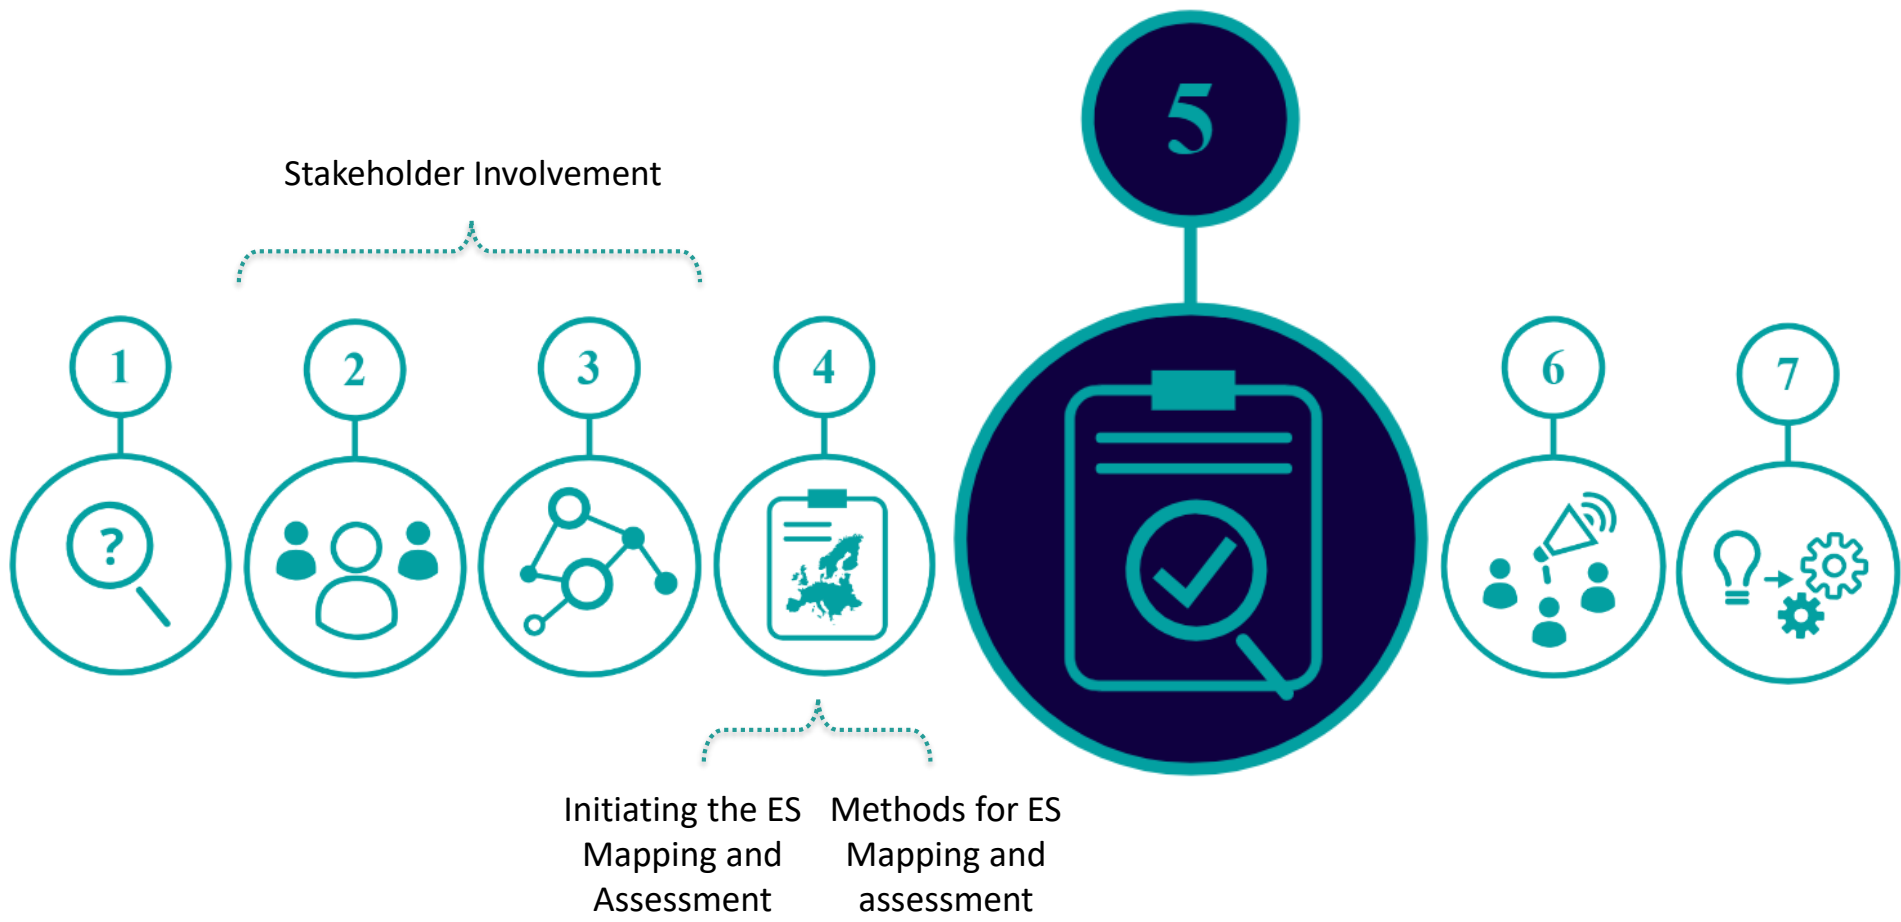 5
Stakeholder Involvement
1
2
3
4
6
7
?
Initiating the ES
Mapping and
Assessment
Methods for ES
Mapping and
assessment